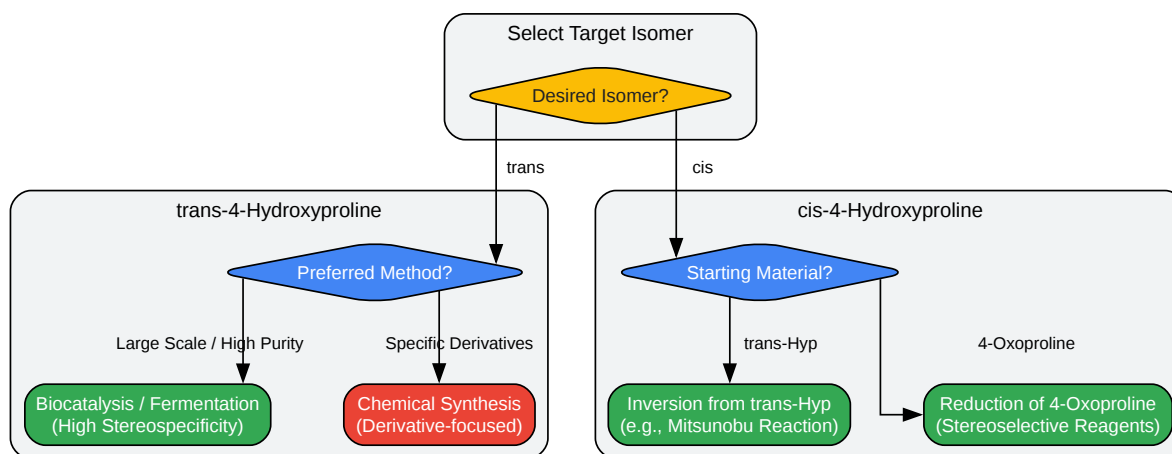 Select Target Isomer
Desired Isomer?
trans
cis
trans-4-Hydroxyproline
cis-4-Hydroxyproline
Preferred Method?
Starting Material?
Large Scale / High Purity
Specific Derivatives
trans-Hyp
4-Oxoproline
Biocatalysis / Fermentation
(High Stereospecificity)
Chemical Synthesis
(Derivative-focused)
Inversion from trans-Hyp
(e.g., Mitsunobu Reaction)
Reduction of 4-Oxoproline
(Stereoselective Reagents)